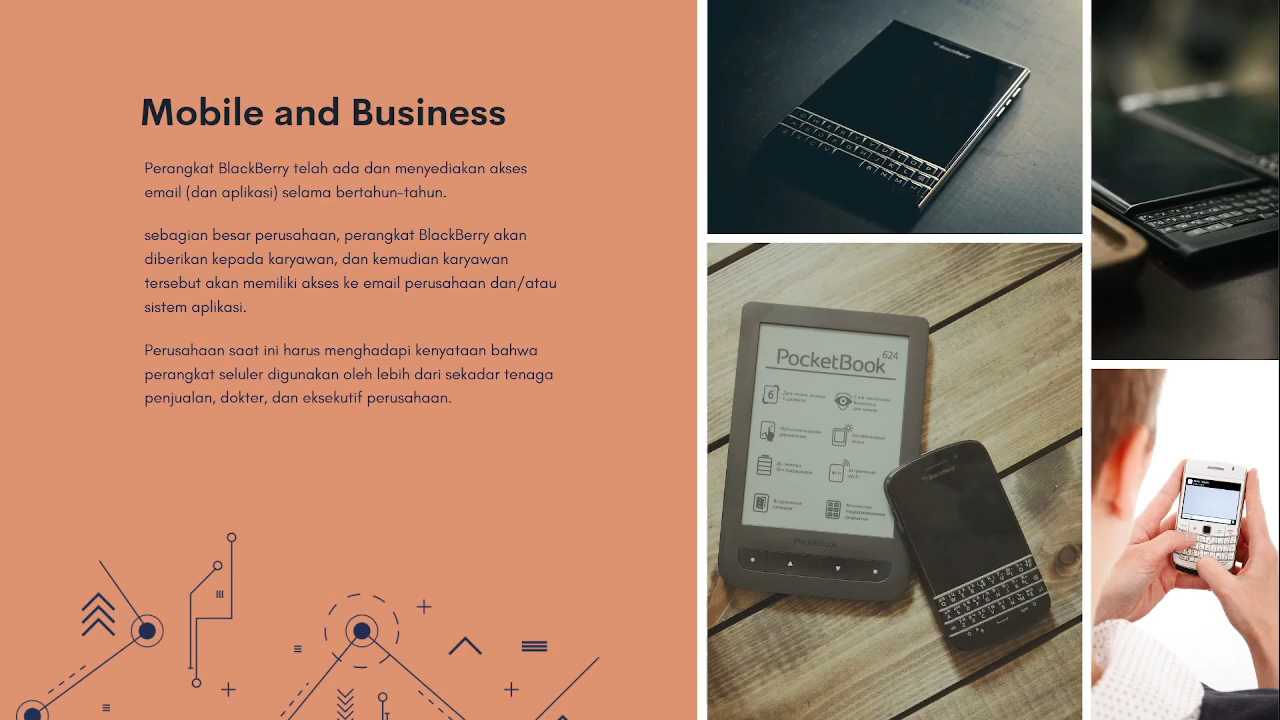 Mobile and Business
Perangkat BlackBerry telah ada dan menyediakan akses
email (dan aplikasi) selama bertahun-tahun.
sebagian besar perusahaan, perangkat BlackBerry akan
diberikan kepada karyawan, dan kemudian karyawan
tersebut akan memiliki akses ke email perusahaan dan/atau
sistem aplikasi.
Perusahaan saat ini harus menghadapi kenyataan bahwa
perangkat seluler digunakan oleh lebih dari sekadar tenaga
penjualan, dokter, dan eksekutif perusahaan.
BlackBerry
PocketBook 624
PocketBook
BlackBerry